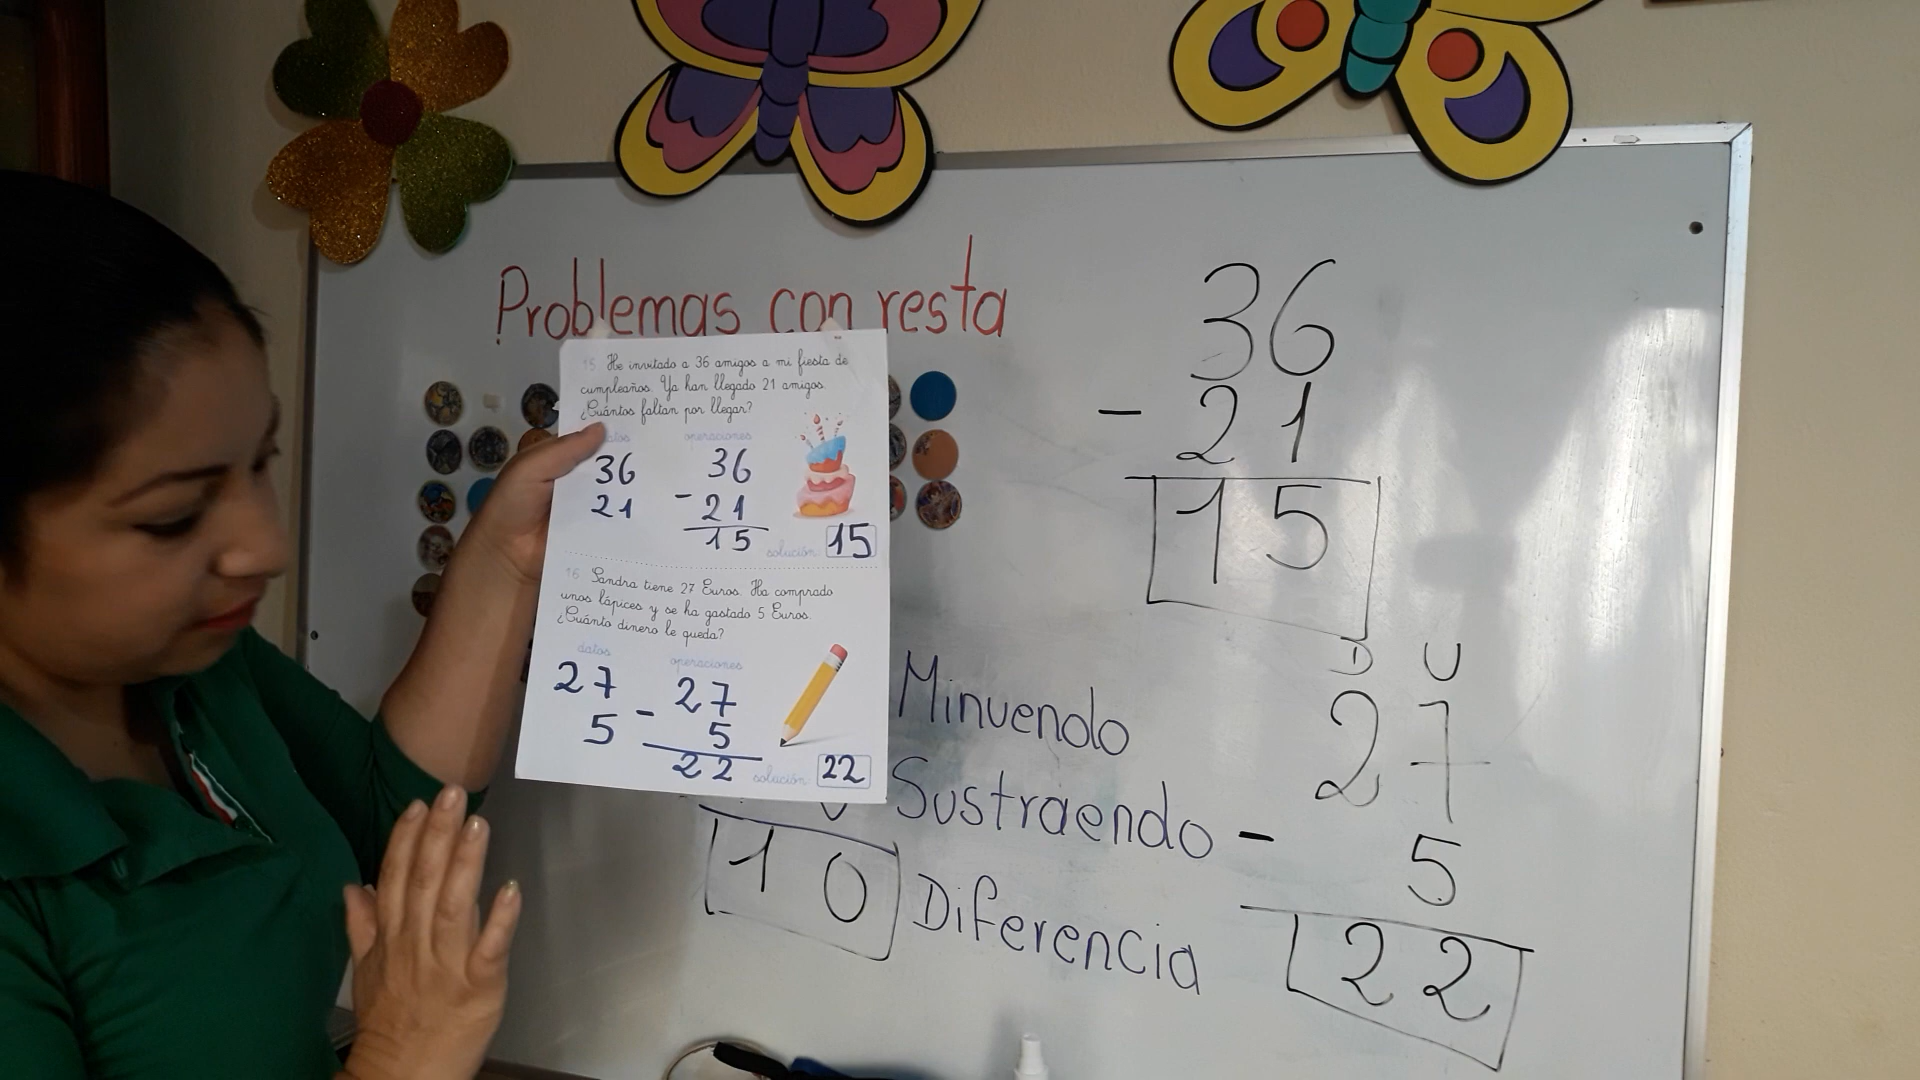 Problemas con resta
15 He invitado a 36 amigos a mi fiesta de
cumpleaños. Ya han llegado 21 amigos.
¿Cuántos faltan por llegar?
datos operaciones
36 36
21 - 21
15
solución: 15
16 Sandra tiene 27 Euros. Ha comprado
unos lápices y se ha gastado 5 Euros.
¿Cuánto dinero le queda?
datos operaciones
27 27
5 - 5
22
solución: 22
36
- 21
15
D U
Minuendo 27
Sustraendo - 5
10 Diferencia 22